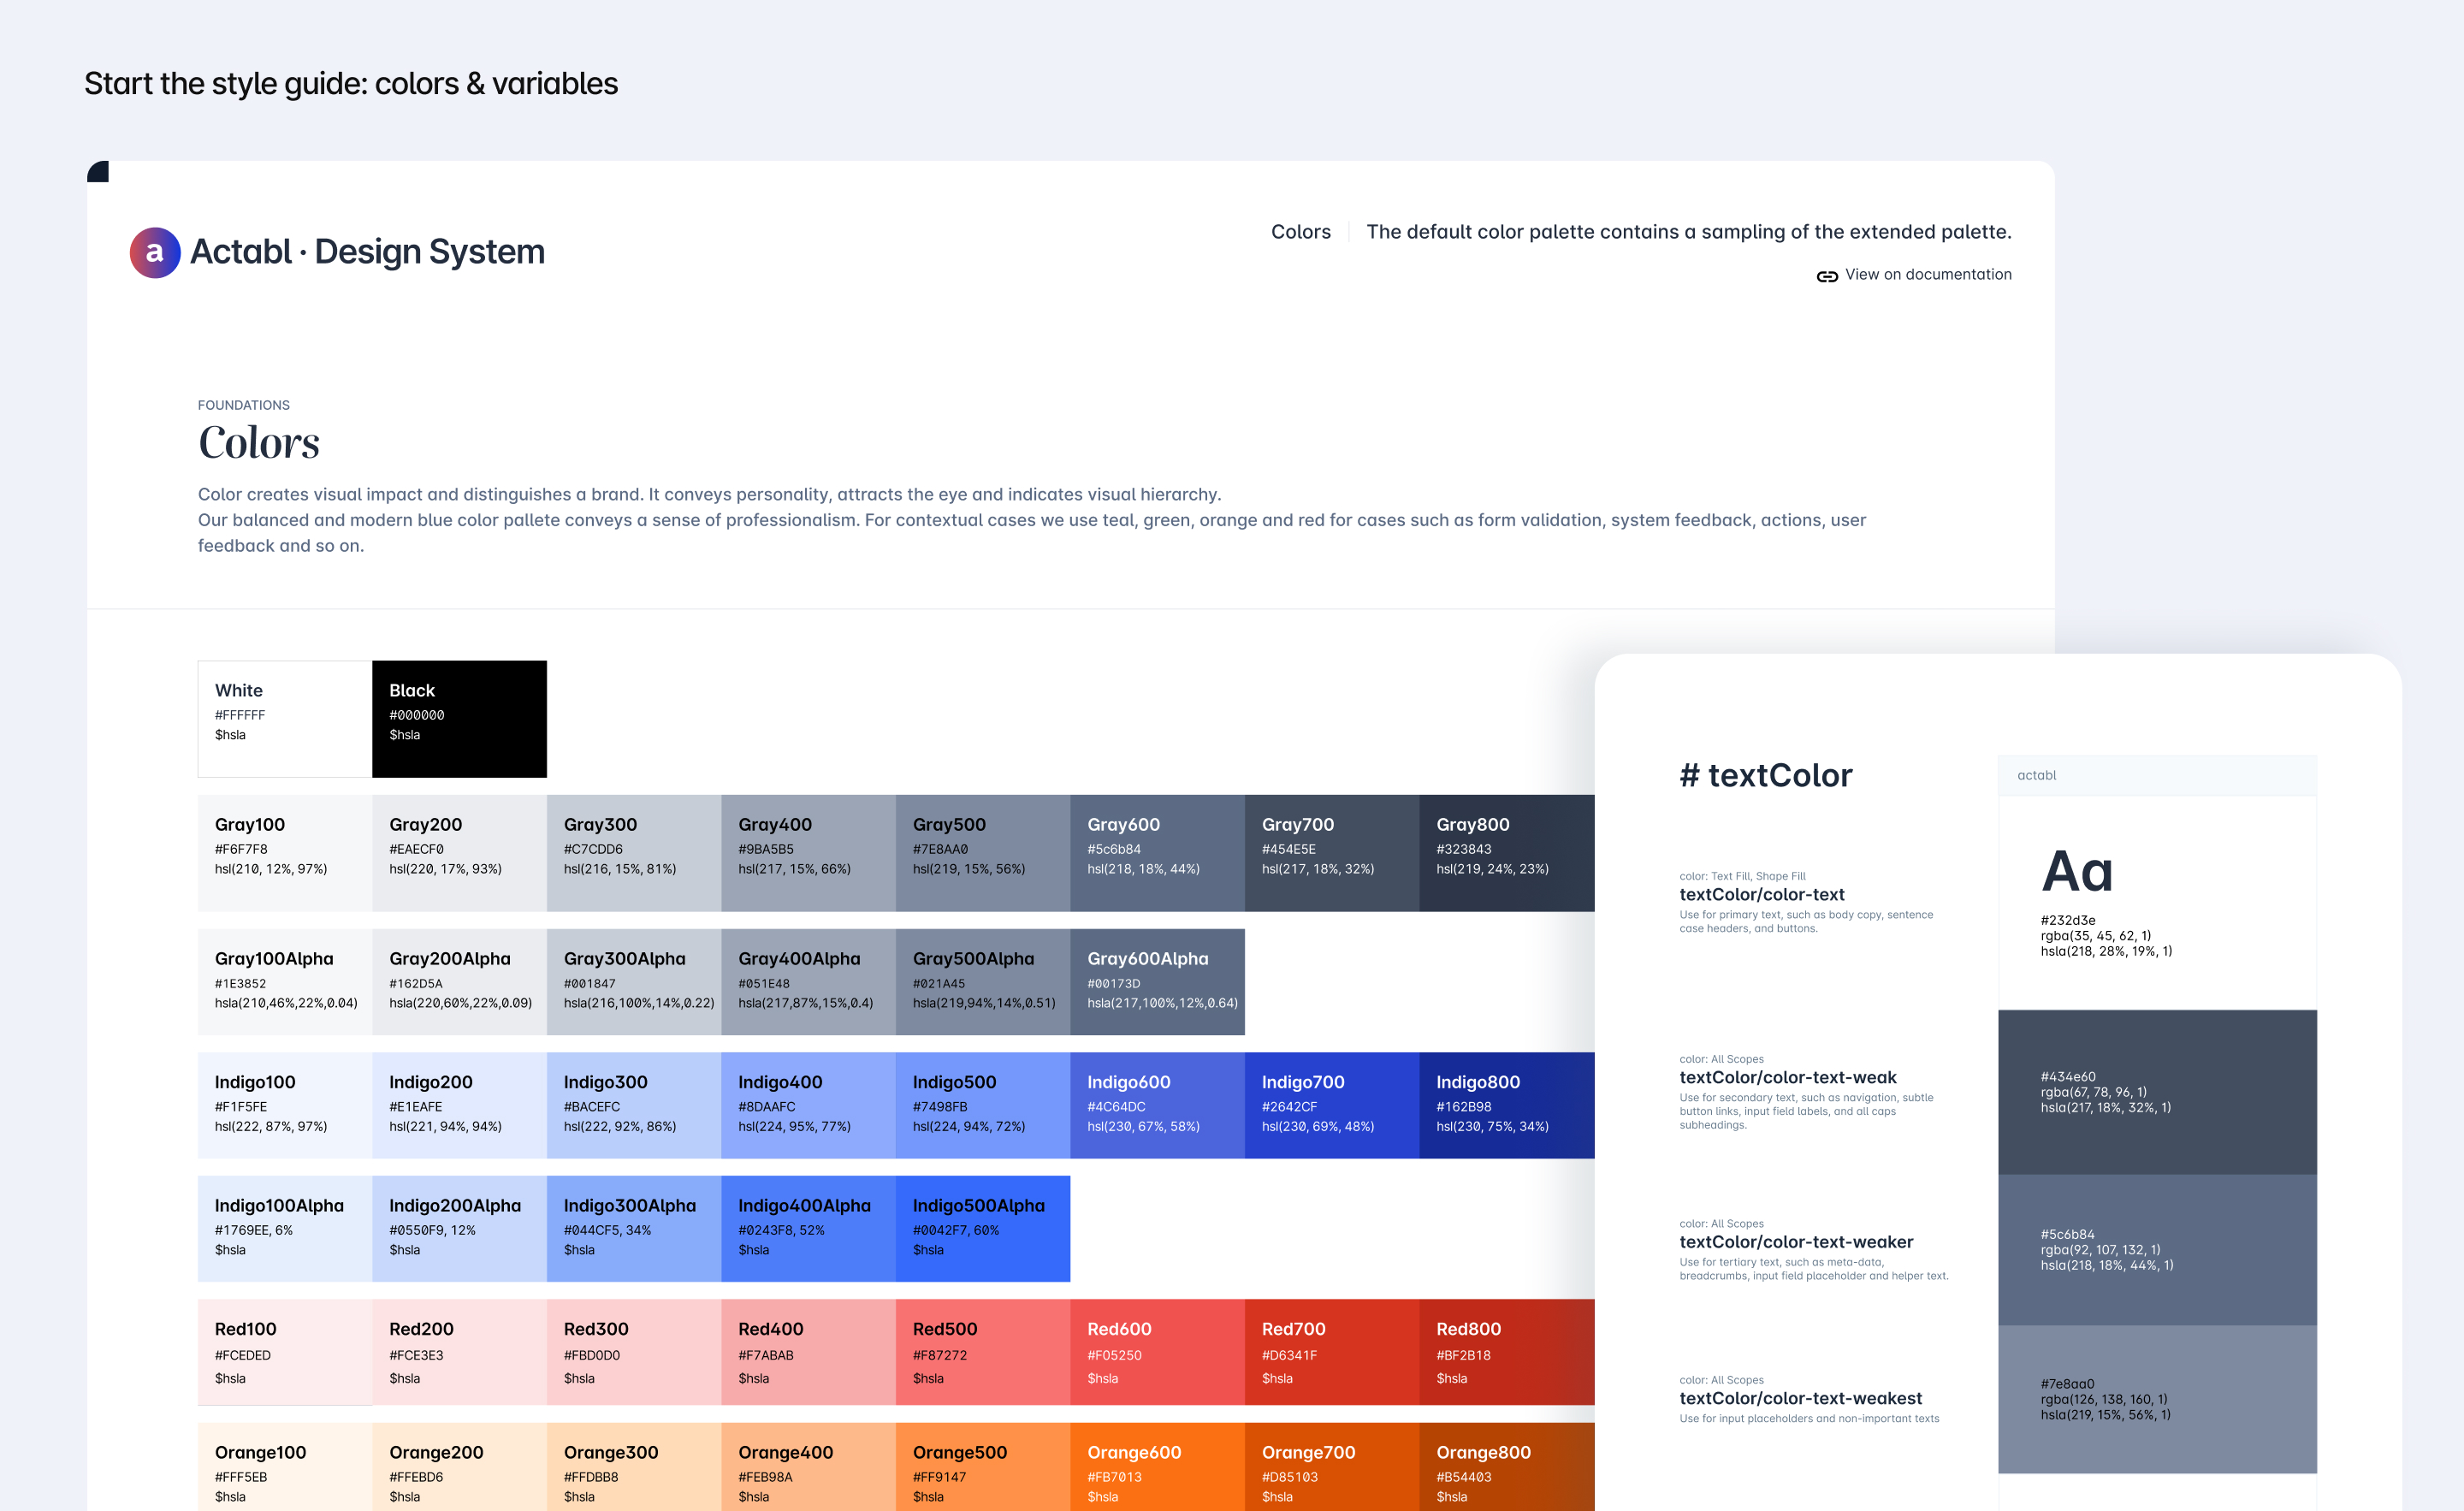 Start the style guide: colors & variables
a Actabl · Design System
Colors
The default color palette contains a sampling of the extended palette.
View on documentation
FOUNDATIONS
Colors
Color creates visual impact and distinguishes a brand. It conveys personality, attracts the eye and indicates visual hierarchy.
Our balanced and modern blue color pallete conveys a sense of professionalism. For contextual cases we use teal, green, orange and red for cases such as form validation, system feedback, actions, user
feedback and so on.
White
#FFFFFF
$hsla
Black
#000000
$hsla
Gray100
#F6F7F8
hsl(210, 12%, 97%)
Gray200
#EAECF0
hsl(220, 17%, 93%)
Gray300
#C7CDD6
hsl(216, 15%, 81%)
Gray400
#9BA5B5
hsl(217, 15%, 66%)
Gray500
#7E8AA0
hsl(219, 15%, 56%)
Gray600
#5c6b84
hsl(218, 18%, 44%)
Gray700
#454E5E
hsl(217, 18%, 32%)
Gray800
#323843
hsl(219, 24%, 23%)
Gray100Alpha
#1E3852
hsla(210,46%,22%,0.04)
Gray200Alpha
#162D5A
hsla(220,60%,22%,0.09)
Gray300Alpha
#001847
hsla(216,100%,14%,0.22)
Gray400Alpha
#051E48
hsla(217,87%,15%,0.4)
Gray500Alpha
#021A45
hsla(219,94%,14%,0.51)
Gray600Alpha
#00173D
hsla(217,100%,12%,0.64)
Indigo100
#F1F5FE
hsl(222, 87%, 97%)
Indigo200
#E1EAFE
hsl(221, 94%, 94%)
Indigo300
#BACEFC
hsl(222, 92%, 86%)
Indigo400
#8DAAFC
hsl(224, 95%, 77%)
Indigo500
#7498FB
hsl(224, 94%, 72%)
Indigo600
#4C64DC
hsl(230, 67%, 58%)
Indigo700
#2642CF
hsl(230, 69%, 48%)
Indigo800
#162B98
hsl(230, 75%, 34%)
Indigo100Alpha
#1769EE, 6%
$hsla
Indigo200Alpha
#0550F9, 12%
$hsla
Indigo300Alpha
#044CF5, 34%
$hsla
Indigo400Alpha
#0243F8, 52%
$hsla
Indigo500Alpha
#0042F7, 60%
$hsla
Red100
#FCEDED
$hsla
Red200
#FCE3E3
$hsla
Red300
#FBD0D0
$hsla
Red400
#F7ABAB
$hsla
Red500
#F87272
$hsla
Red600
#F05250
$hsla
Red700
#D6341F
$hsla
Red800
#BF2B18
$hsla
Orange100
#FFF5EB
$hsla
Orange200
#FFEBD6
$hsla
Orange300
#FFDBB8
$hsla
Orange400
#FEB98A
$hsla
Orange500
#FF9147
$hsla
Orange600
#FB7013
$hsla
Orange700
#D85103
$hsla
Orange800
#B54403
$hsla
# textColor
actabl
color: Text Fill, Shape Fill
textColor/color-text
Use for primary text, such as body copy, sentence
case headers, and buttons.
Aa
#232d3e
rgba(35, 45, 62, 1)
hsla(218, 28%, 19%, 1)
color: All Scopes
textColor/color-text-weak
Use for secondary text, such as navigation, subtle
button links, input field labels, and all caps
subheadings.
#434e60
rgba(67, 78, 96, 1)
hsla(217, 18%, 32%, 1)
color: All Scopes
textColor/color-text-weaker
Use for tertiary text, such as meta-data,
breadcrumbs, input field placeholder and helper text.
#5c6b84
rgba(92, 107, 132, 1)
hsla(218, 18%, 44%, 1)
color: All Scopes
textColor/color-text-weakest
Use for input placeholders and non-important texts
#7e8aa0
rgba(126, 138, 160, 1)
hsla(219, 15%, 56%, 1)